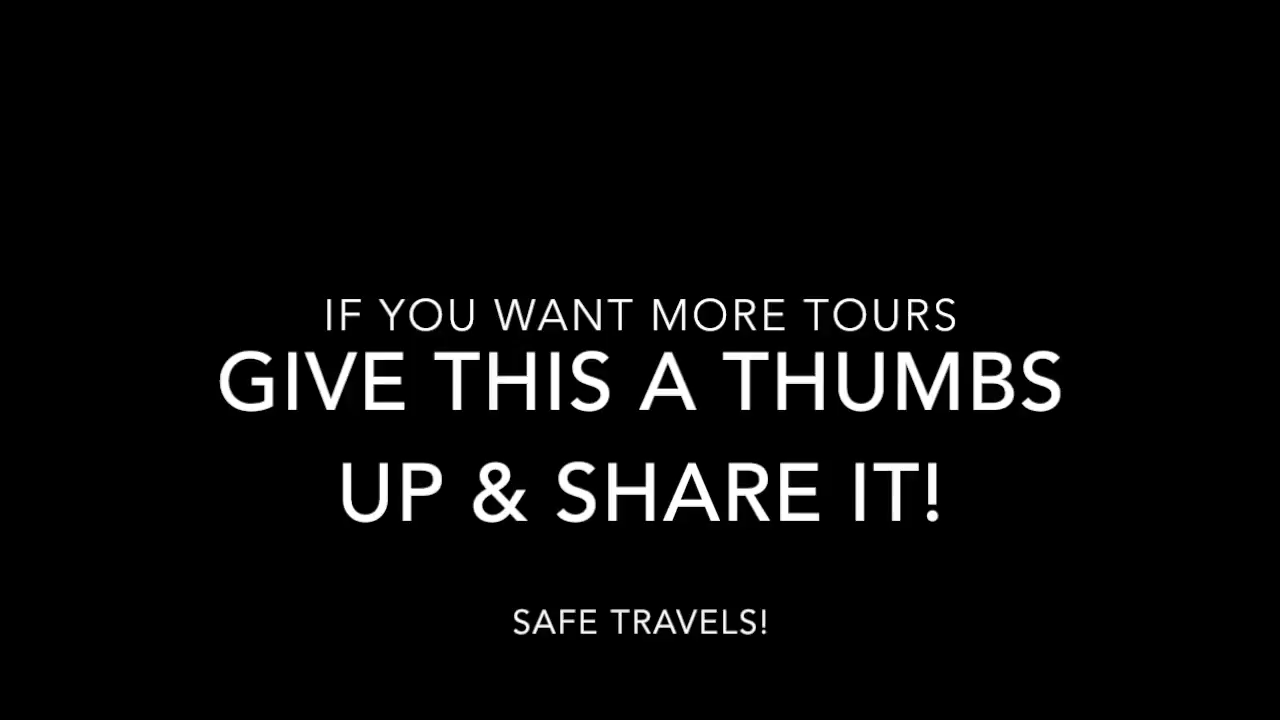 IF YOU WANT MORE TOURS
GIVE THIS A THUMBS
UP & SHARE IT!
SAFE TRAVELS!